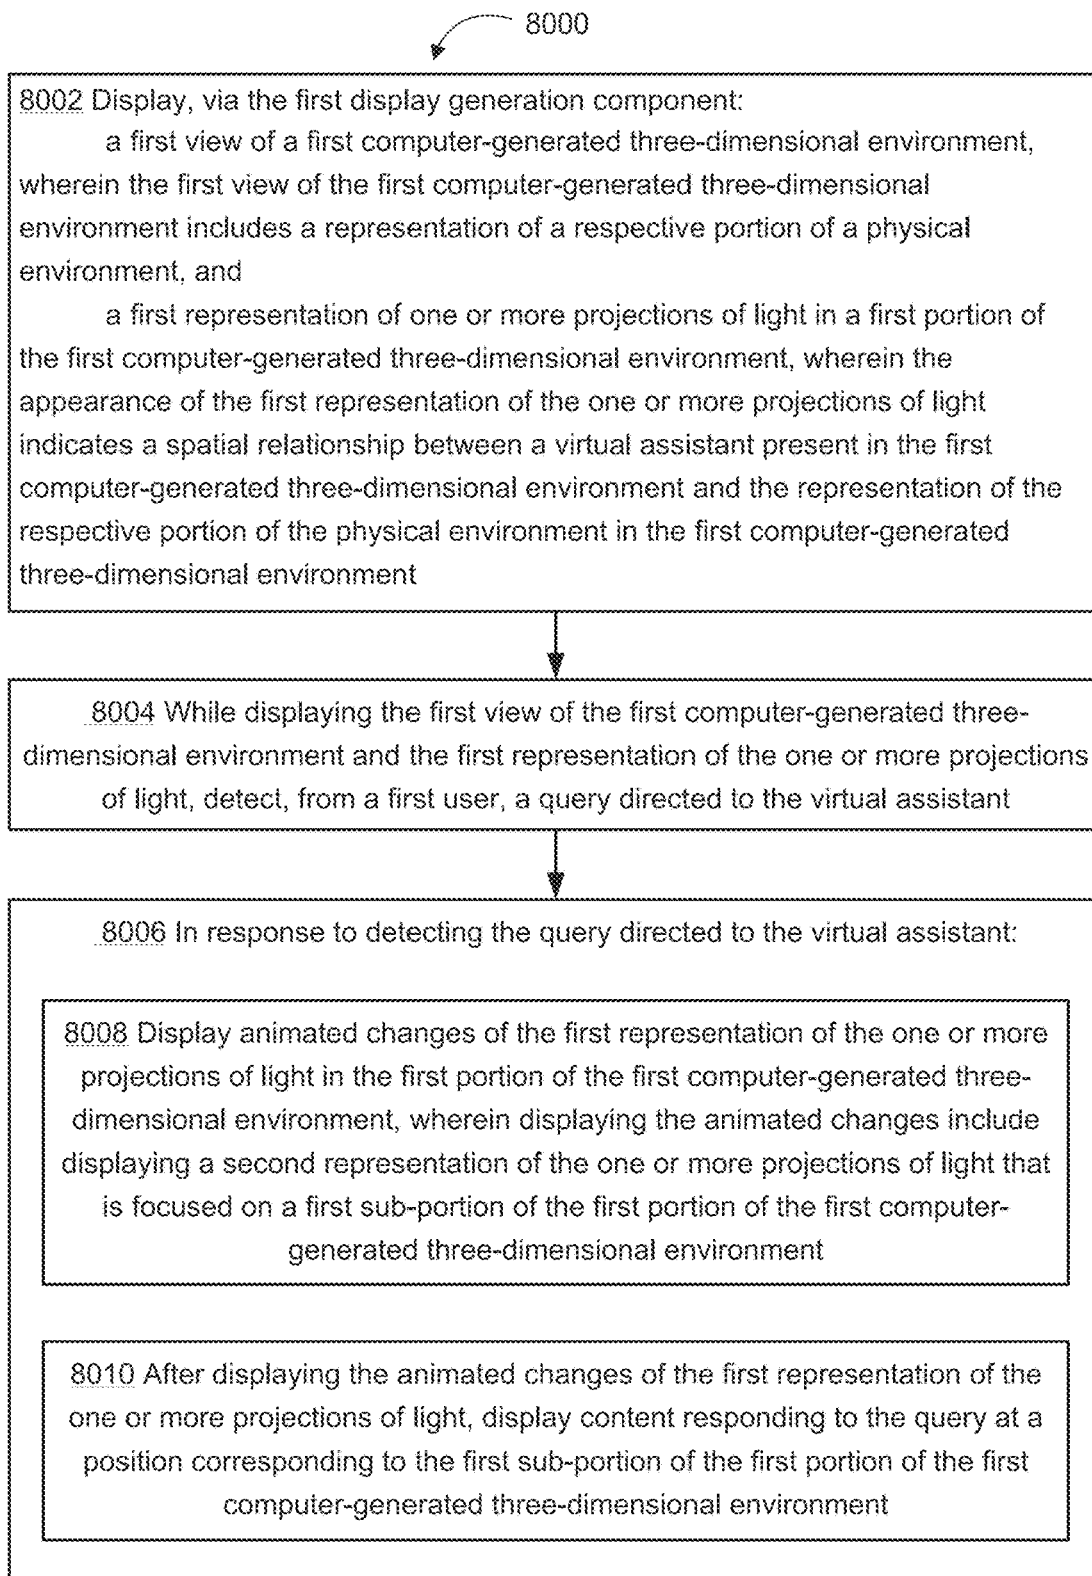 8000
8002 Display, via the first display generation component:
a first view of a first computer-generated three-dimensional environment,
wherein the first view of the first computer-generated three-dimensional
environment includes a representation of a respective portion of a physical
environment, and
a first representation of one or more projections of light in a first portion of
the first computer-generated three-dimensional environment, wherein the
appearance of the first representation of the one or more projections of light
indicates a spatial relationship between a virtual assistant present in the first
computer-generated three-dimensional environment and the representation of the
respective portion of the physical environment in the first computer-generated
three-dimensional environment
8004 While displaying the first view of the first computer-generated three-
dimensional environment and the first representation of the one or more projections
of light, detect, from a first user, a query directed to the virtual assistant
8006 In response to detecting the query directed to the virtual assistant:
8008 Display animated changes of the first representation of the one or more
projections of light in the first portion of the first computer-generated three-
dimensional environment, wherein displaying the animated changes include
displaying a second representation of the one or more projections of light that
is focused on a first sub-portion of the first portion of the first computer-
generated three-dimensional environment
8010 After displaying the animated changes of the first representation of the
one or more projections of light, display content responding to the query at a
position corresponding to the first sub-portion of the first portion of the first
computer-generated three-dimensional environment